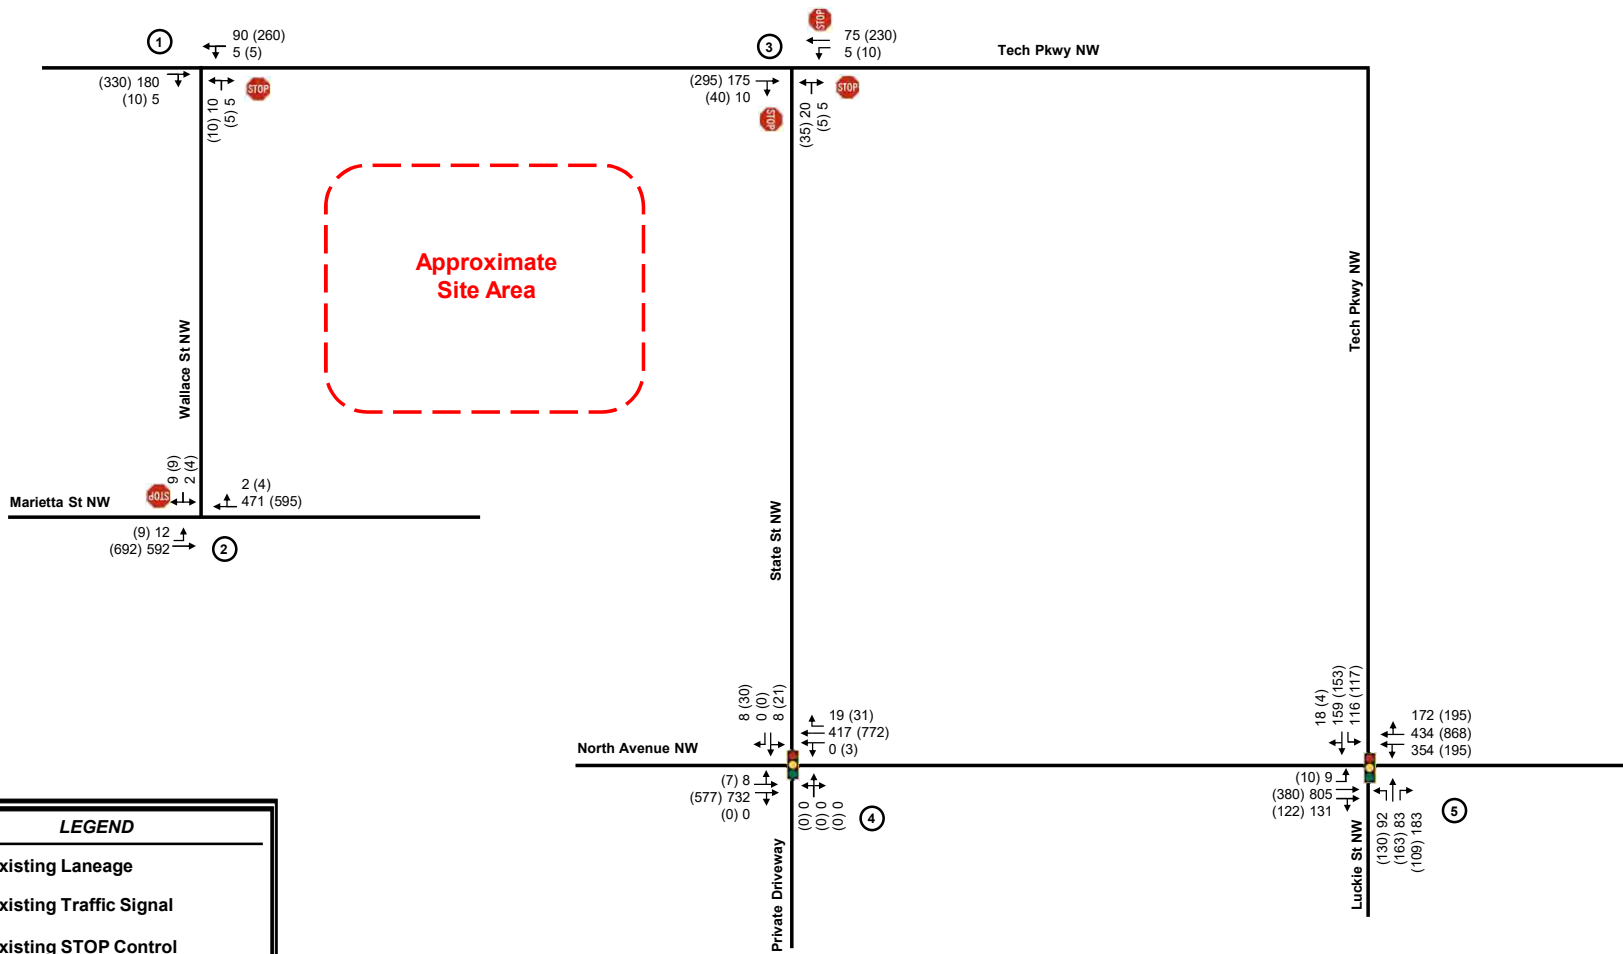 1
90 (260)
5 (5)
(330) 180
(10) 5
STOP
(10) 10
(5) 5
3
STOP
75 (230)
5 (10)
Tech Pkwy NW
(295) 175
(40) 10
STOP
STOP
(35) 20
(5) 5
Approximate
Site Area
Wallace St NW
Tech Pkwy NW
9 (9)
2 (4)
STOP
2 (4)
471 (595)
Marietta St NW
(9) 12
(692) 592
2
State St NW
8 (30)
0 (0)
8 (21)
19 (31)
417 (772)
0 (3)
North Avenue NW
(7) 8
(577) 732
(0) 0
(0) 0
(0) 0
(0) 0
4
Private Driveway
18 (4)
159 (153)
116 (117)
172 (195)
434 (868)
354 (195)
(10) 9
(380) 805
(122) 131
(130) 92
(163) 83
(109) 183
5
Luckie St NW
LEGEND
xisting Laneage
xisting Traffic Signal
xisting STOP Control